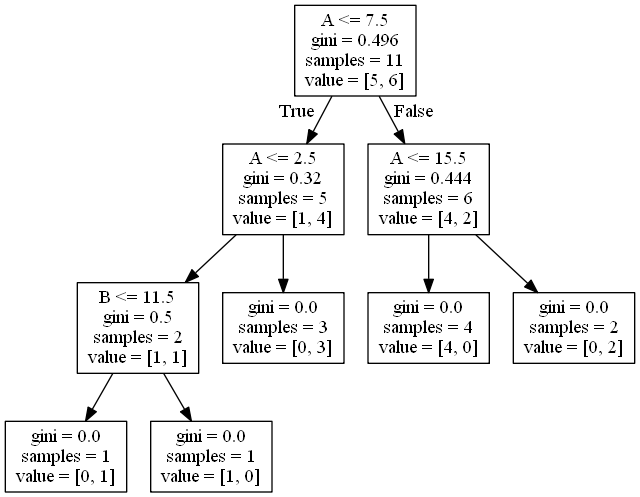 A <= 7.5
gini = 0.496
samples = 11
value = [5, 6]
True
False
A <= 2.5
gini = 0.32
samples = 5
value = [1, 4]
A <= 15.5
gini = 0.444
samples = 6
value = [4, 2]
B <= 11.5
gini = 0.5
samples = 2
value = [1, 1]
gini = 0.0
samples = 3
value = [0, 3]
gini = 0.0
samples = 4
value = [4, 0]
gini = 0.0
samples = 2
value = [0, 2]
gini = 0.0
samples = 1
value = [0, 1]
gini = 0.0
samples = 1
value = [1, 0]